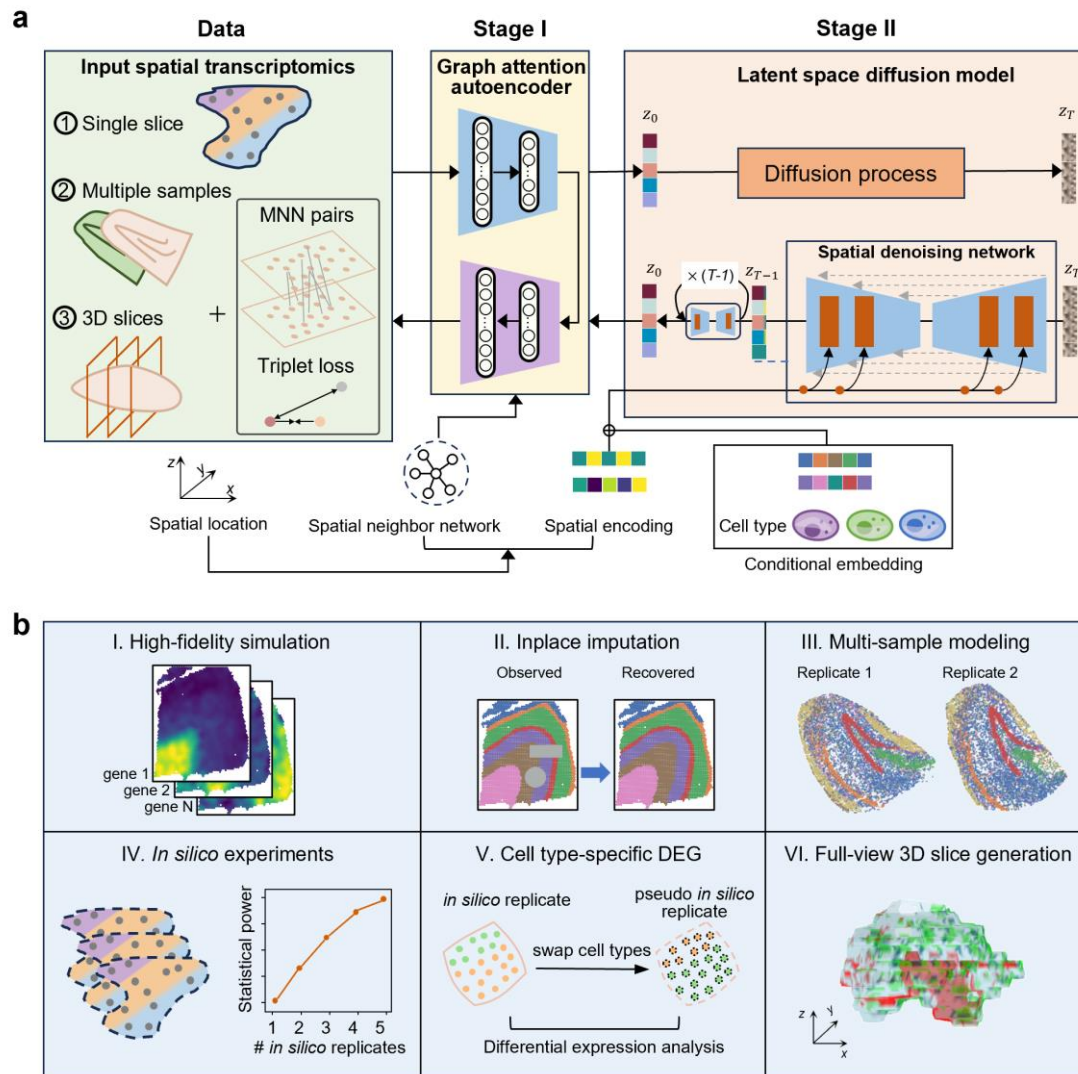 a
Data
Stage I
Stage II
Input spatial transcriptomics
1 Single slice
2 Multiple samples
MNN pairs
3 3D slices
+
Triplet loss
Graph attention
autoencoder
Latent space diffusion model
z0
Diffusion process
zT
Spatial denoising network
z0
× (T-1)
zT−1
zT
z
y
x
Spatial location
Spatial neighbor network
Spatial encoding
Cell type
Conditional embedding
b
I. High-fidelity simulation
gene 1
gene 2
gene N
II. Inplace imputation
Observed
Recovered
III. Multi-sample modeling
Replicate 1
Replicate 2
IV. In silico experiments
Statistical power
1 2 3 4 5
# in silico replicates
V. Cell type-specific DEG
in silico replicate
pseudo in silico
replicate
swap cell types
Differential expression analysis
VI. Full-view 3D slice generation
z
y
x